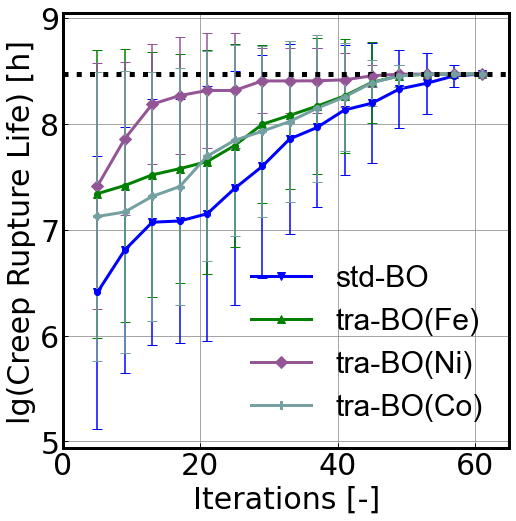 lg(Creep Rupture Life) [h]
9
8
7
6
5
std-BO
tra-BO(Fe)
tra-BO(Ni)
tra-BO(Co)
0 20 40 60
Iterations [-]